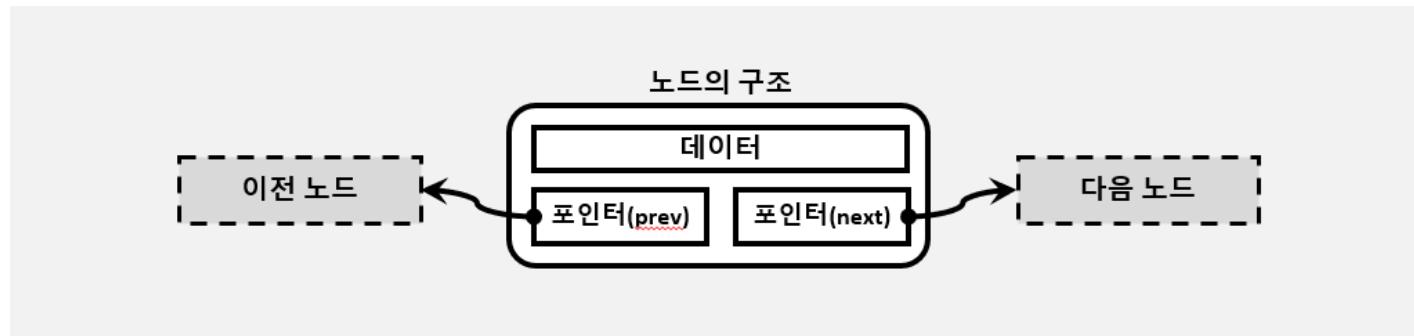 노드의 구조
데이터
이전 노드
포인터(prev)
포인터(next)
다음 노드